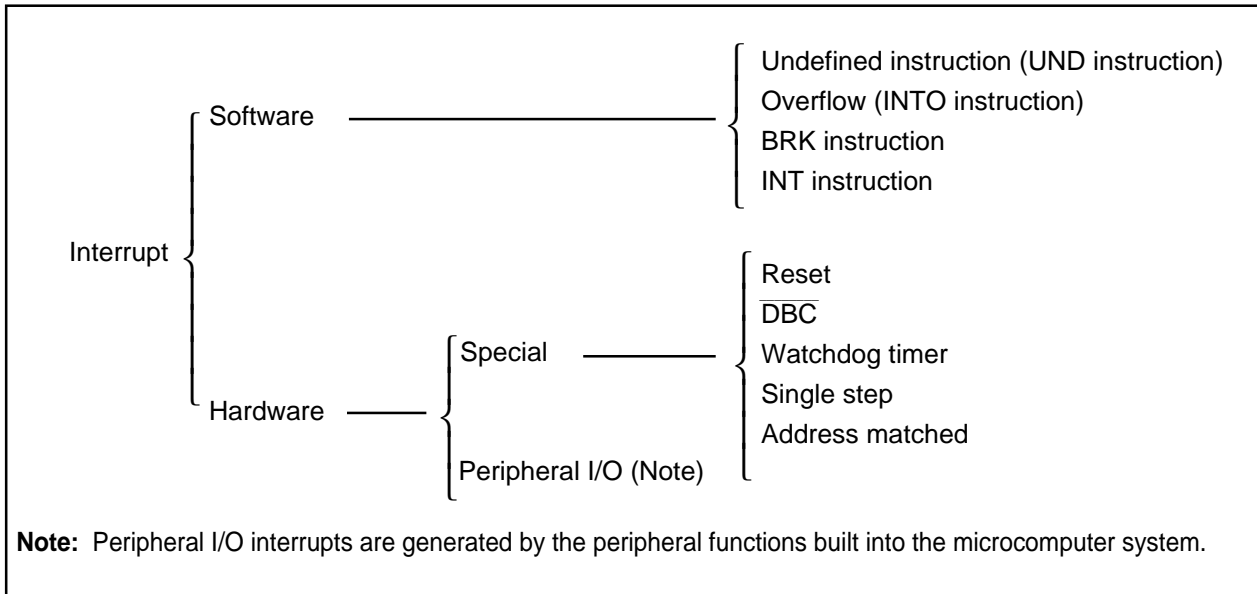 Interrupt
Software
Undefined instruction (UND instruction)
Overflow (INTO instruction)
BRK instruction
INT instruction
Hardware
Special
Reset
DBC
Watchdog timer
Single step
Address matched
Peripheral I/O (Note)
Note: Peripheral I/O interrupts are generated by the peripheral functions built into the microcomputer system.